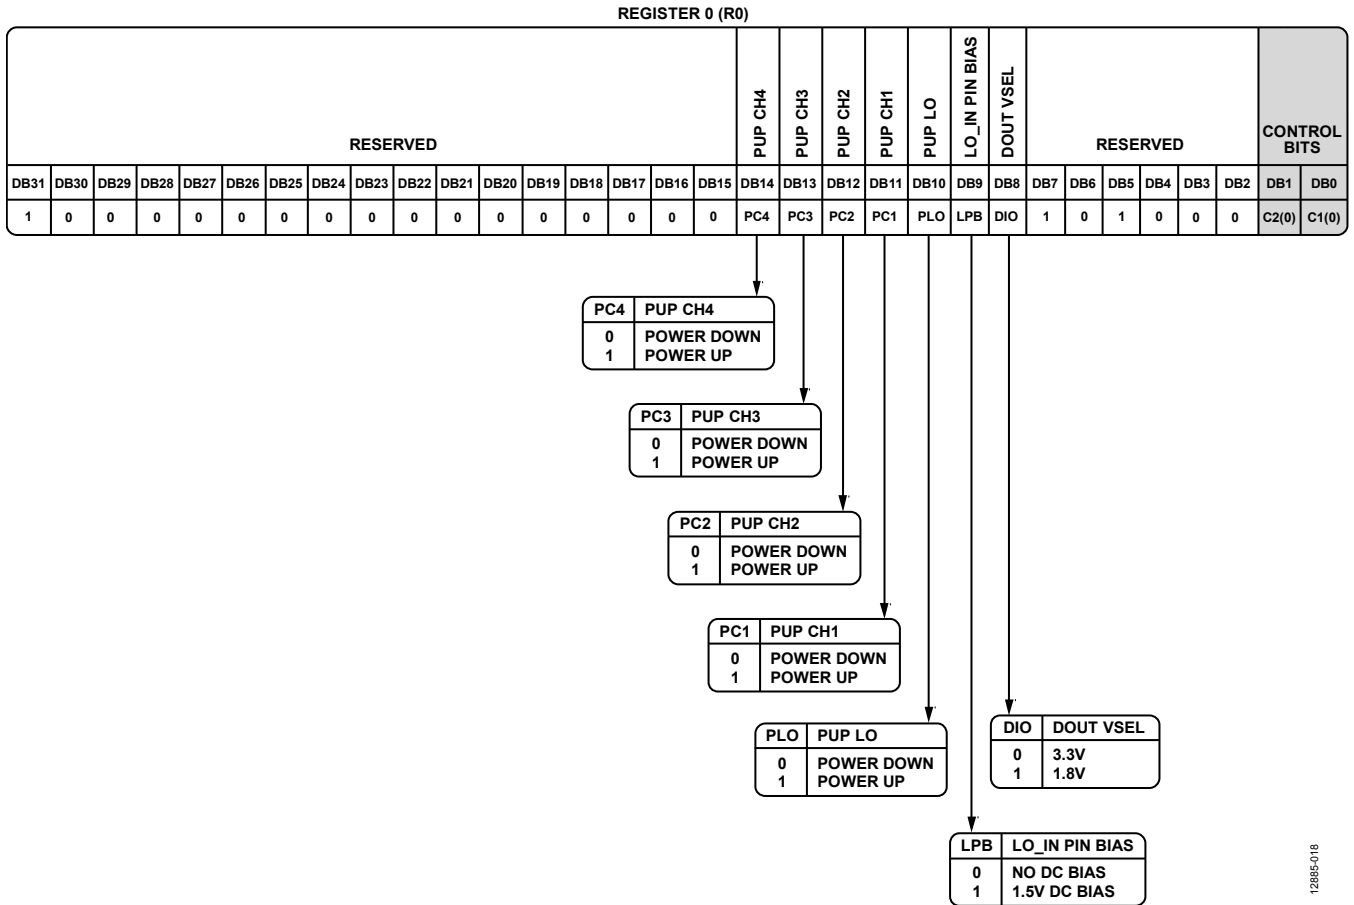 REGISTER 0 (R0)
RESERVED PUP CH4 PUP CH3 PUP CH2 PUP CH1 PUP LO LO_IN PIN BIAS DOUT VSEL RESERVED CONTROL BITS
DB31 DB30 DB29 DB28 DB27 DB26 DB25 DB24 DB23 DB22 DB21 DB20 DB19 DB18 DB17 DB16 DB15 DB14 DB13 DB12 DB11 DB10 DB9 DB8 DB7 DB6 DB5 DB4 DB3 DB2 DB1 DB0
1 0 0 0 0 0 0 0 0 0 0 0 0 0 0 0 0 PC4 PC3 PC2 PC1 PLO LPB DIO 1 0 1 0 0 0 C2(0) C1(0)
PC4 PUP CH4
0 POWER DOWN
1 POWER UP
PC3 PUP CH3
0 POWER DOWN
1 POWER UP
PC2 PUP CH2
0 POWER DOWN
1 POWER UP
PC1 PUP CH1
0 POWER DOWN
1 POWER UP
PLO PUP LO
0 POWER DOWN
1 POWER UP
DIO DOUT VSEL
0 3.3V
1 1.8V
LPB LO_IN PIN BIAS
0 NO DC BIAS
1 1.5V DC BIAS
12885-018